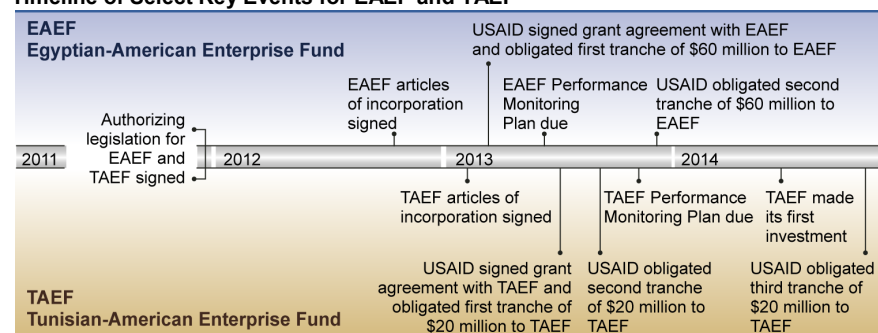 Timeline of Select Key Events for EAEF and TAEF
EAEF
Egyptian-American Enterprise Fund
USAID signed grant agreement with EAEF
and obligated first tranche of $60 million to EAEF
EAEF articles
of incorporation
signed
EAEF Performance
Monitoring
Plan due
USAID obligated second
tranche of $60 million to
EAEF
Authorizing
legislation for
EAEF and
TAEF signed
2011
2012
2013
2014
TAEF articles of
incorporation signed
TAEF Performance
Monitoring Plan due
TAEF made
its first
investment
USAID signed grant
agreement with TAEF and
obligated first tranche of
$20 million to TAEF
USAID obligated
second tranche
of $20 million to
TAEF
USAID obligated
third tranche of
$20 million to
TAEF
TAEF
Tunisian-American Enterprise Fund